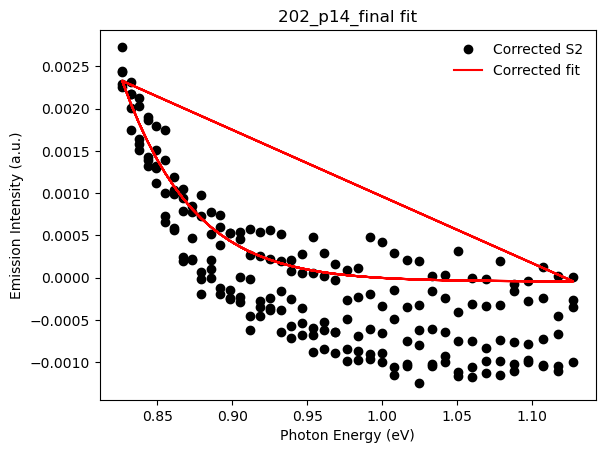 202_p14_final fit
Corrected S2
Corrected fit
Emission Intensity (a.u.)
0.0025
0.0020
0.0015
0.0010
0.0005
0.0000
−0.0005
−0.0010
0.85 0.90 0.95 1.00 1.05 1.10
Photon Energy (eV)